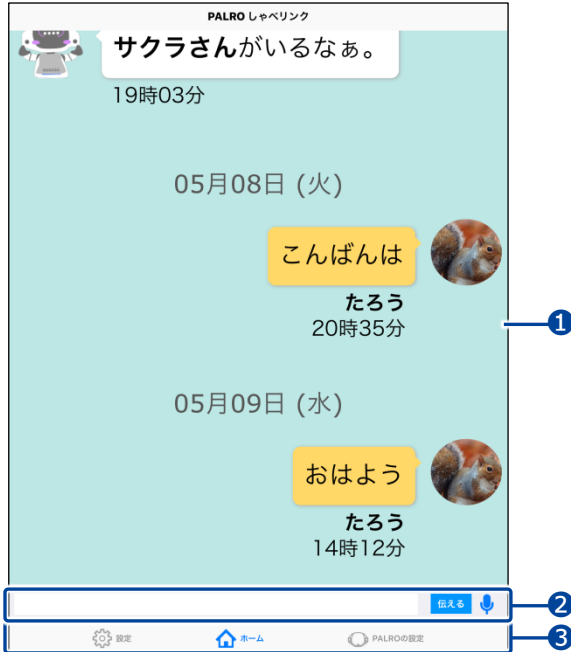 PALRO しゃべリンク
サクラさんがいるなぁ。
19時03分
05月08日 (火)
こんばんは
たろう
20時35分
1
05月09日 (水)
おはよう
たろう
14時12分
伝える
2
設定 ホーム PALROの設定
3